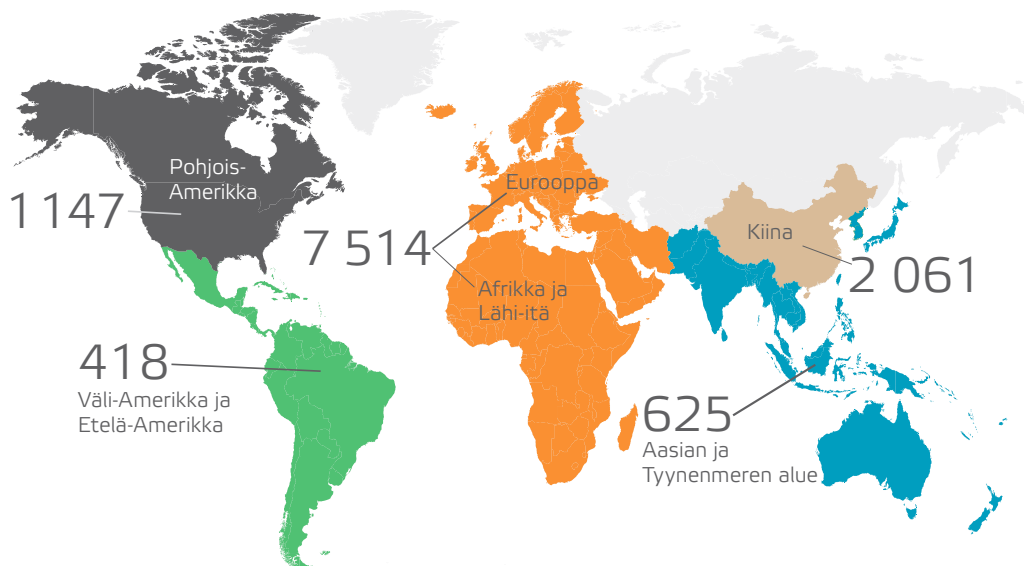 Pohjois-
Amerikka
1 147
7 514
Eurooppa
Afrikka ja
Lähi-itä
Kiina
2 061
418
Väli-Amerikka ja
Etelä-Amerikka
625
Aasian ja
Tyynenmeren alue